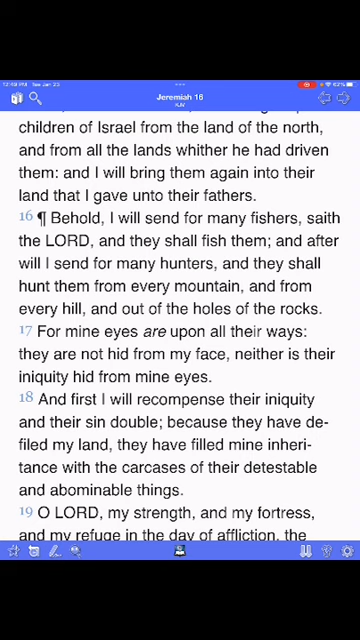 12:49 PM Tue Jan 23
62%
Jeremiah 16
KJV
children of Israel from the land of the north,
and from all the lands whither he had driven
them: and I will bring them again into their
land that I gave unto their fathers.
16 ¶ Behold, I will send for many fishers, saith
the LORD, and they shall fish them; and after
will I send for many hunters, and they shall
hunt them from every mountain, and from
every hill, and out of the holes of the rocks.
17 For mine eyes are upon all their ways:
they are not hid from my face, neither is their
iniquity hid from mine eyes.
18 And first I will recompense their iniquity
and their sin double; because they have de-
filed my land, they have filled mine inheri-
tance with the carcases of their detestable
and abominable things.
19 O LORD, my strength, and my fortress,
and my refuge in the day of affliction, the